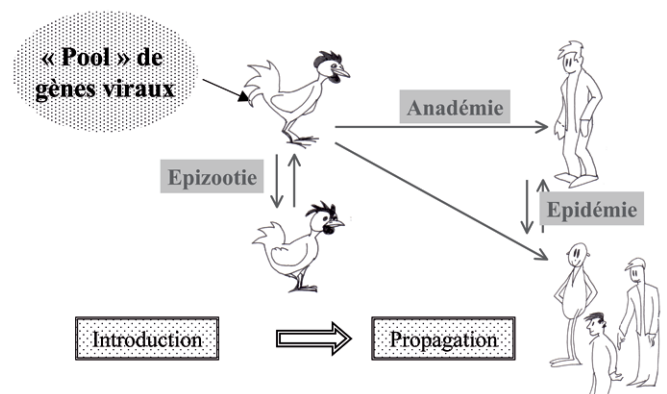 « Pool » de
gènes viraux
Anadémie
Epizootie
Epidémie
Introduction
Propagation